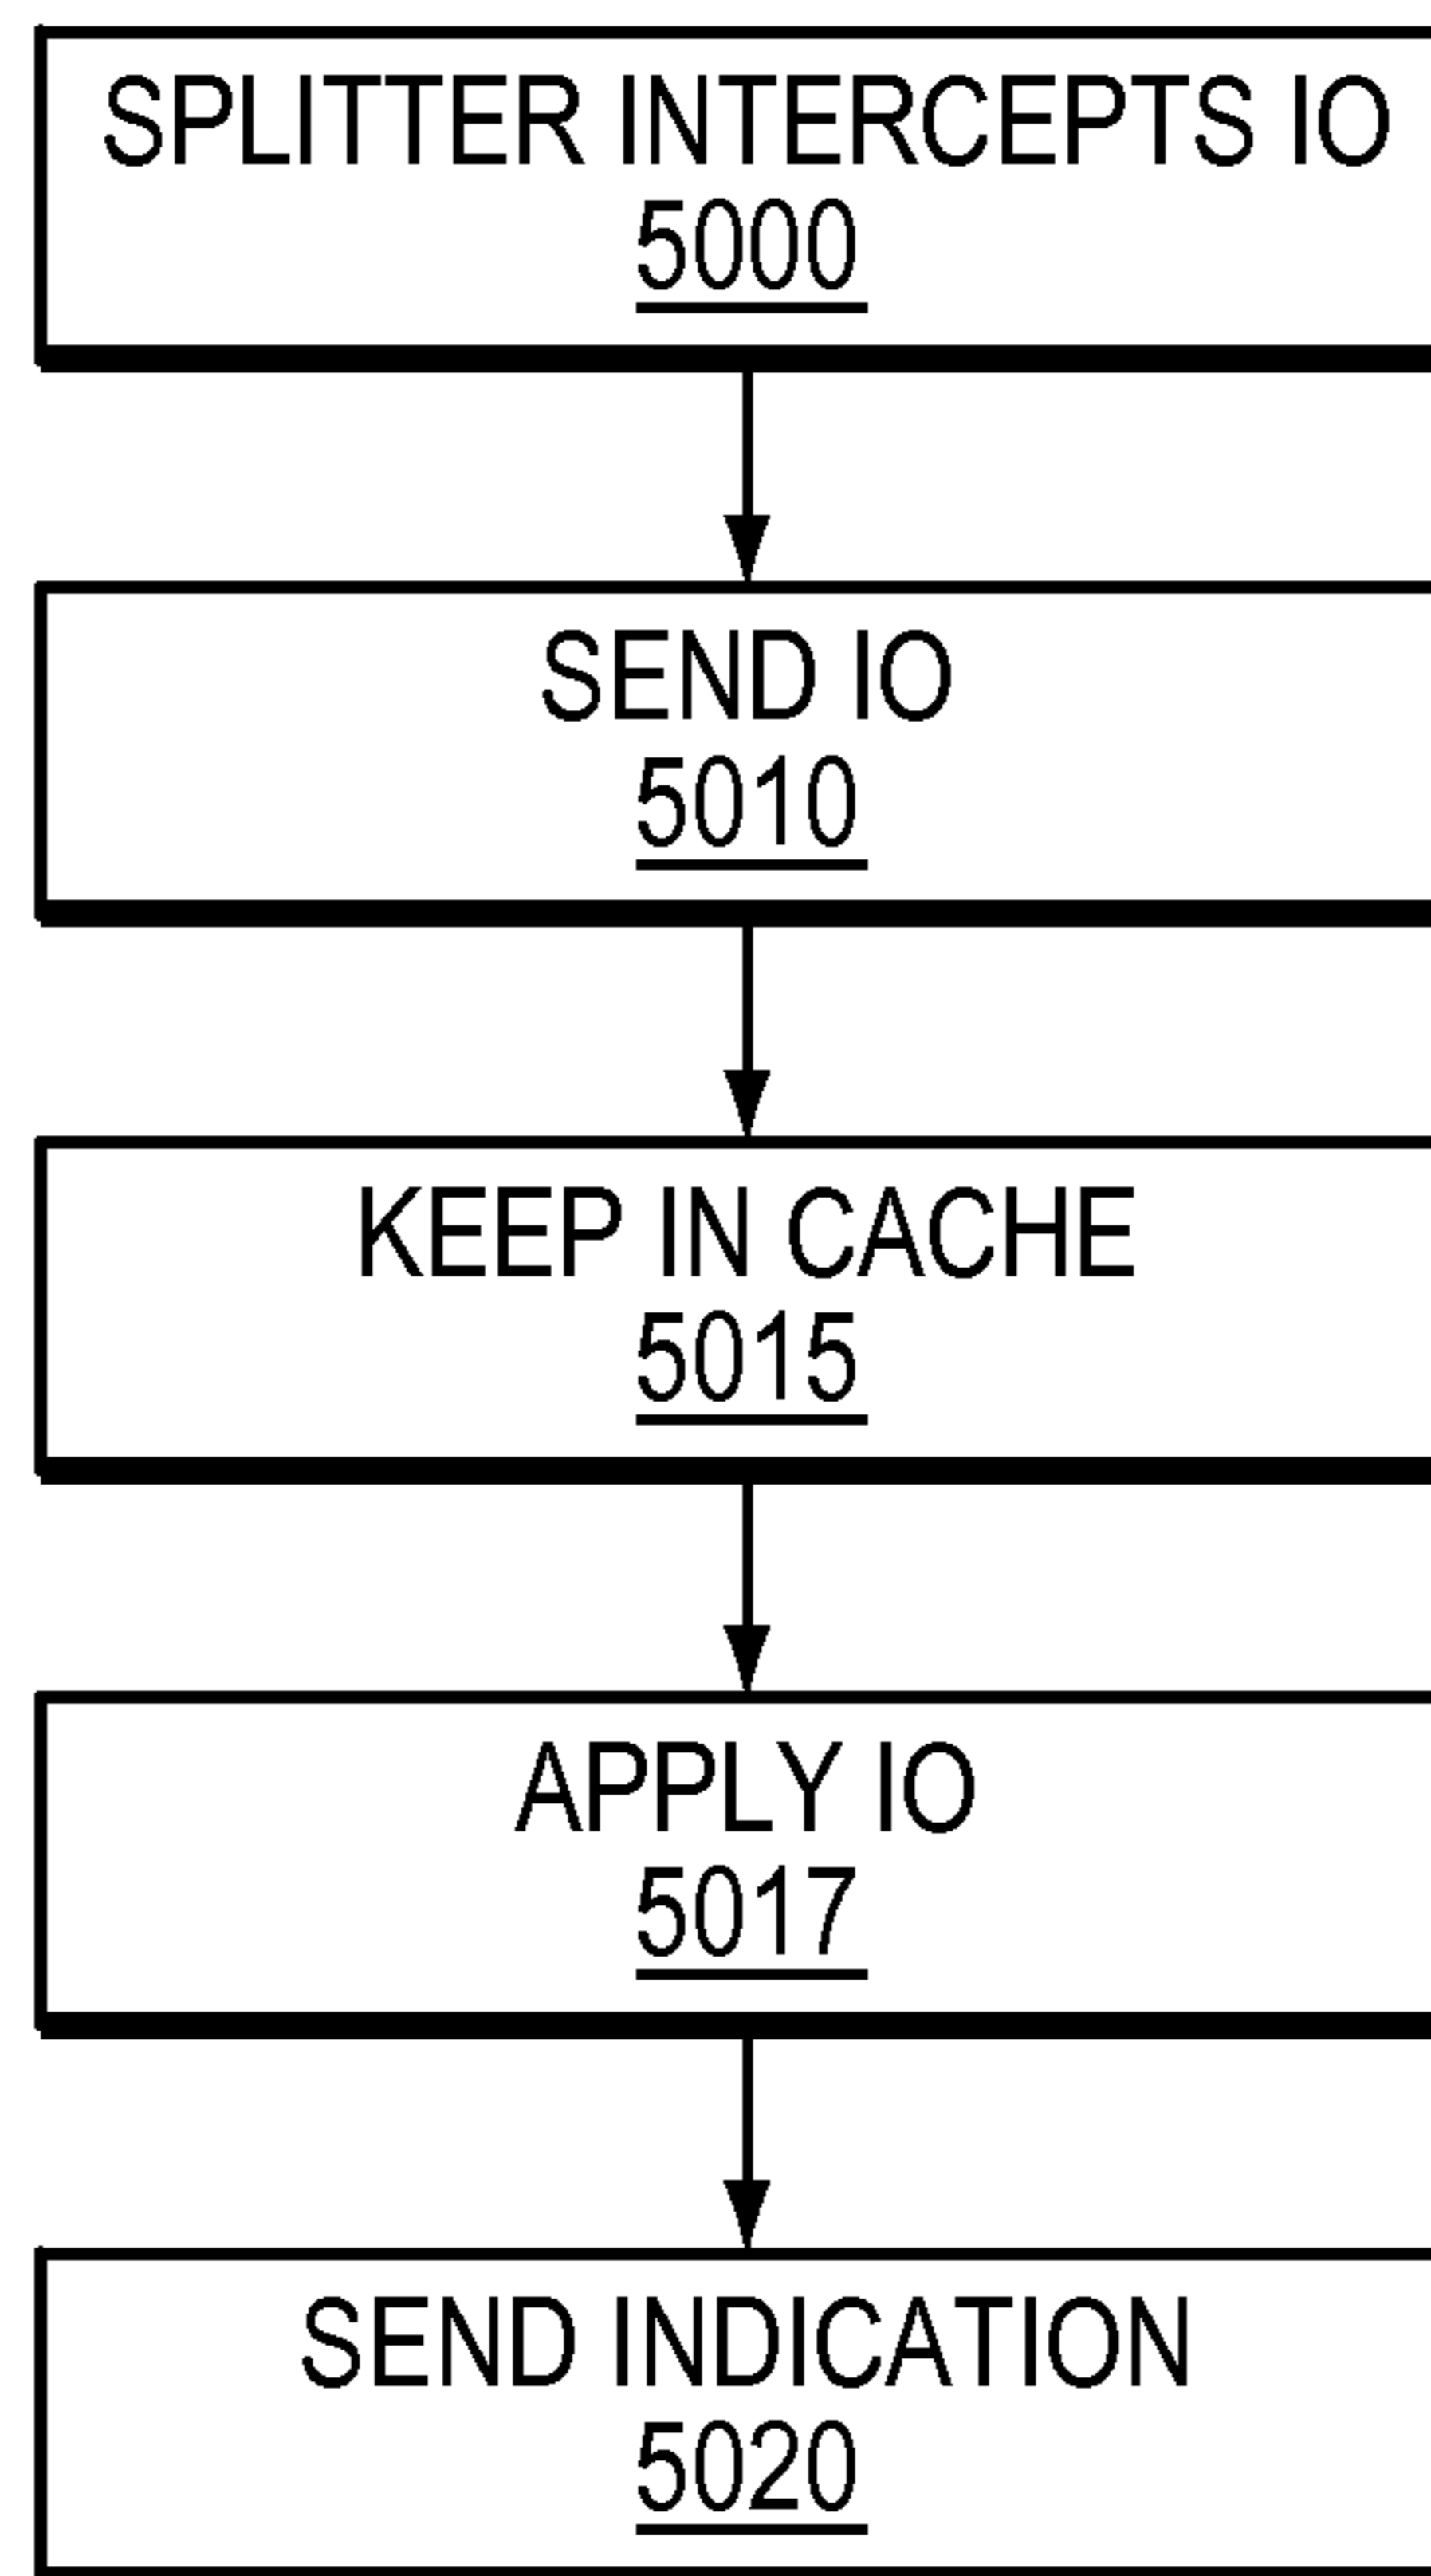 SPLITTER INTERCEPTS IO
5000
SEND IO
5010
KEEP IN CACHE
5015
APPLY IO
5017
SEND INDICATION
5020